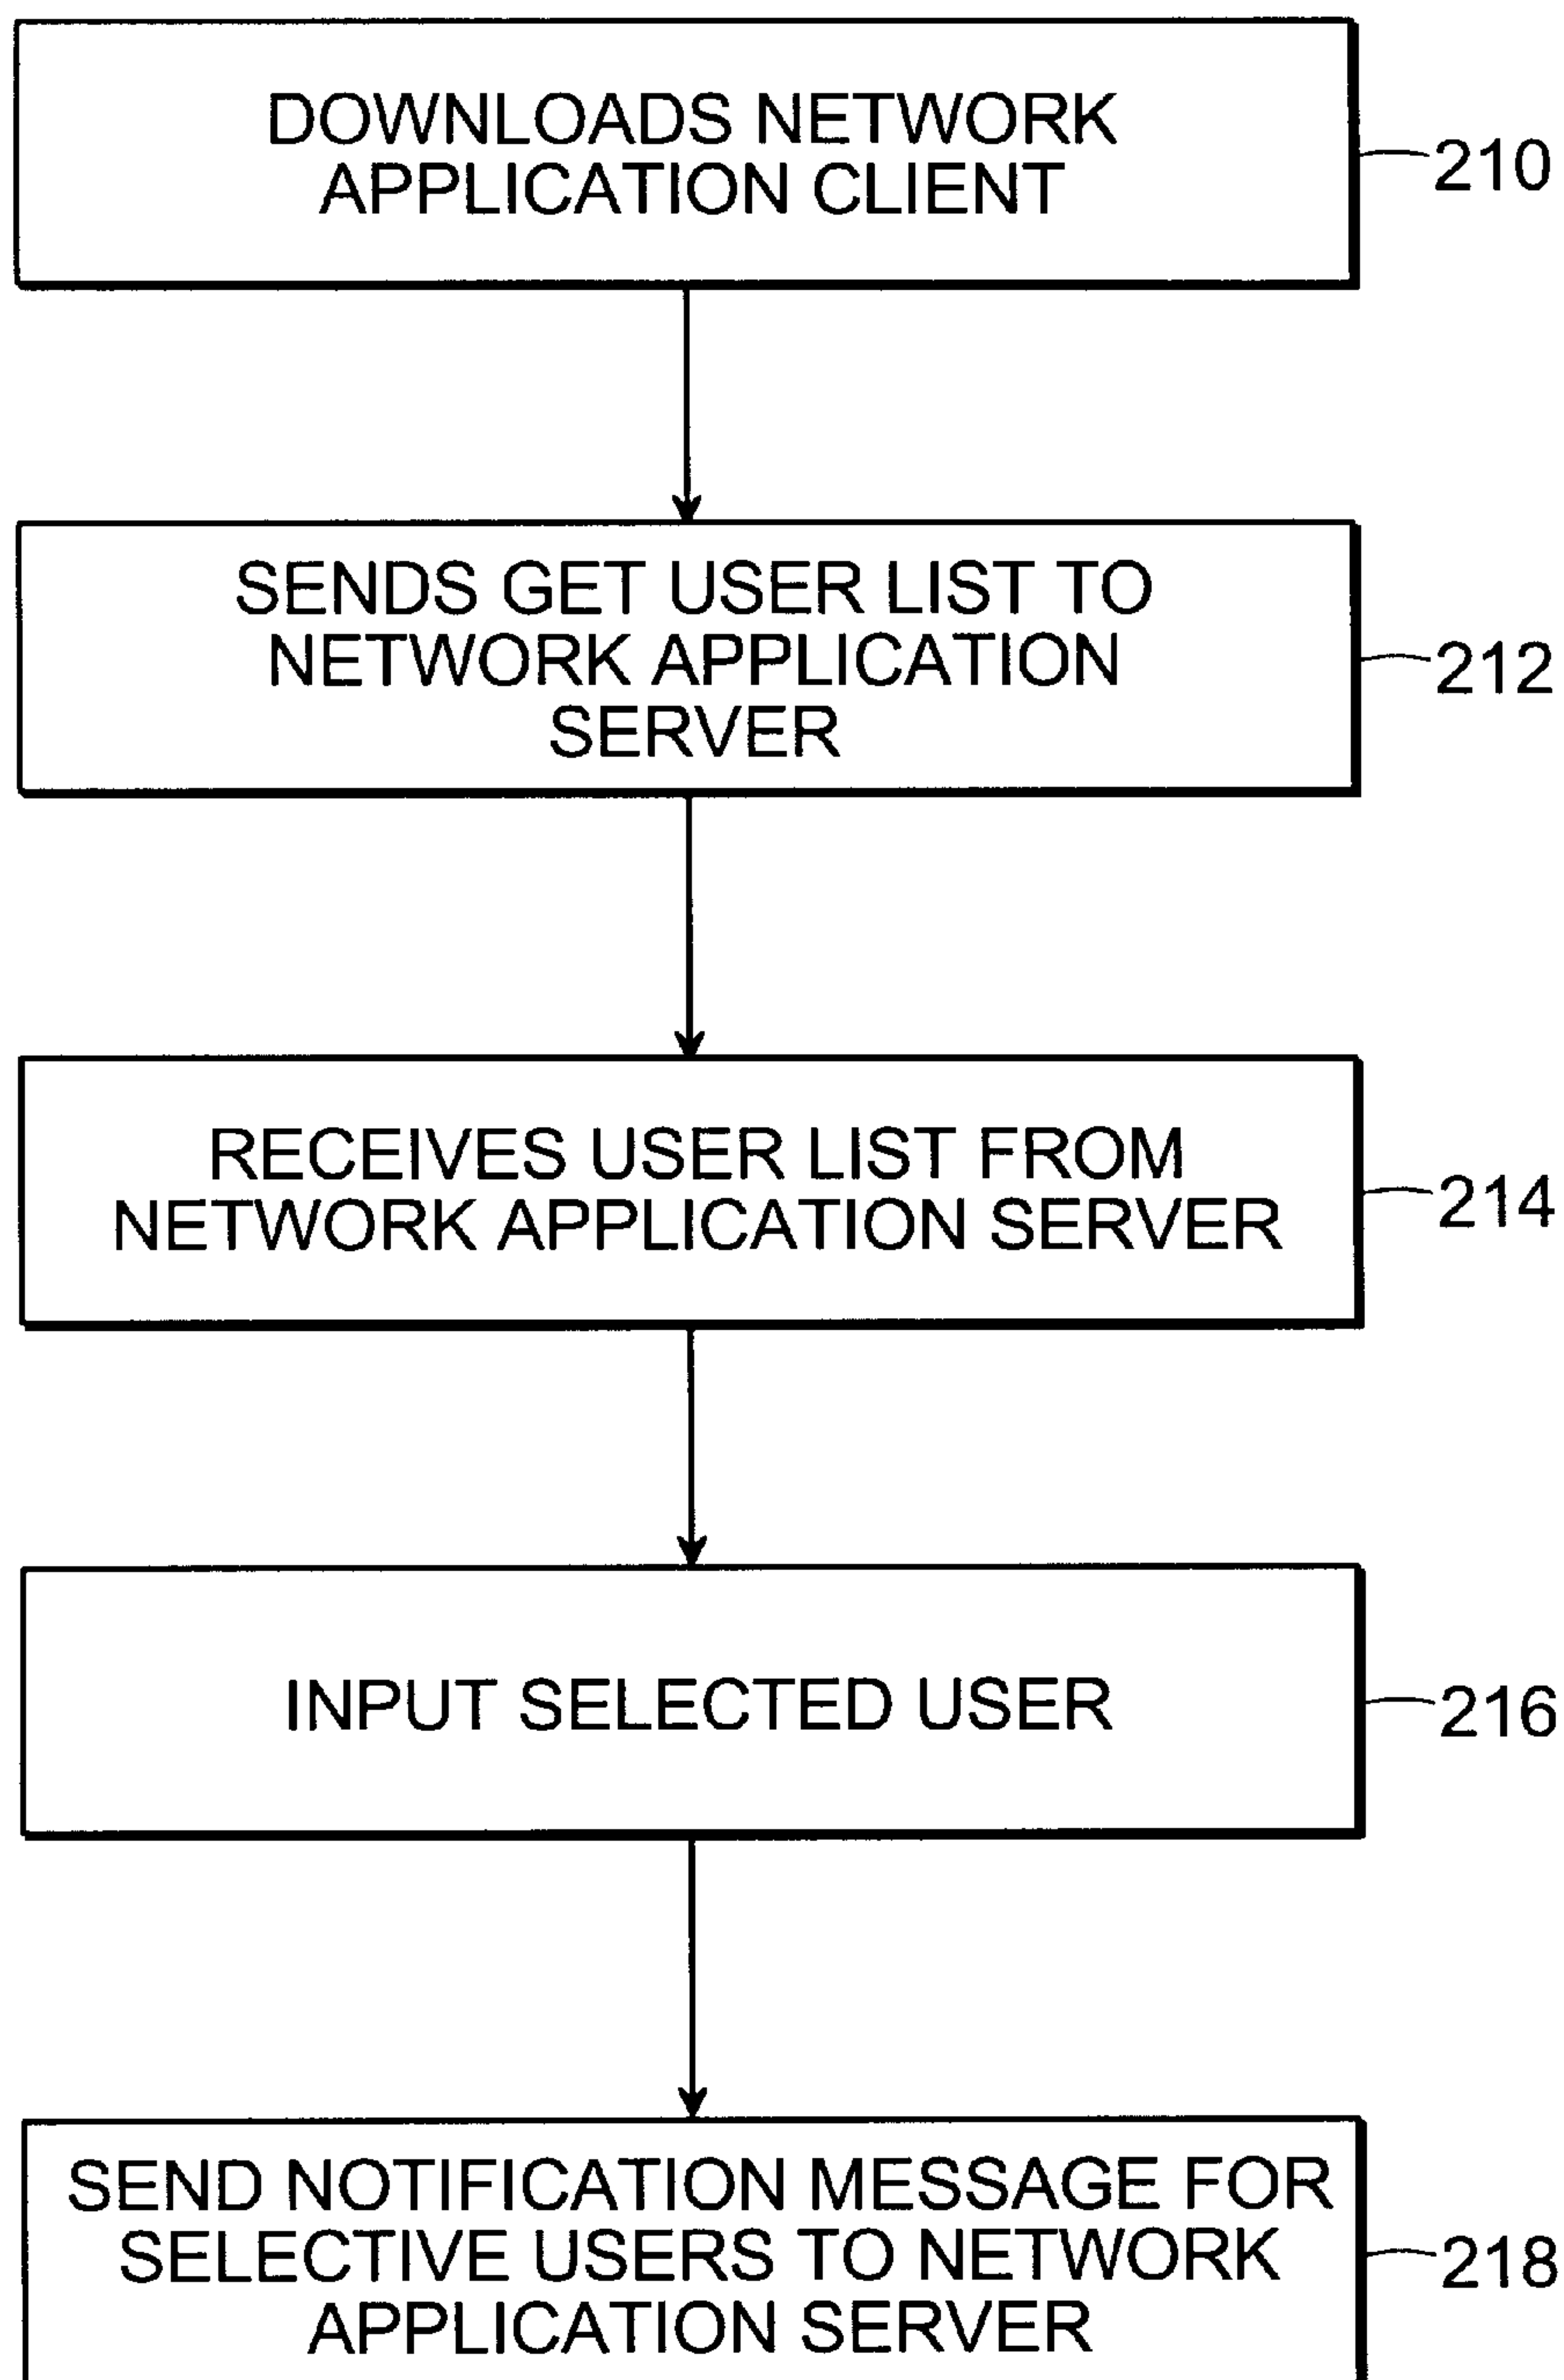 DOWNLOADS NETWORK
APPLICATION CLIENT
210
SENDS GET USER LIST TO
NETWORK APPLICATION
SERVER
212
RECEIVES USER LIST FROM
NETWORK APPLICATION SERVER
214
INPUT SELECTED USER
216
SEND NOTIFICATION MESSAGE FOR
SELECTIVE USERS TO NETWORK
APPLICATION SERVER
218